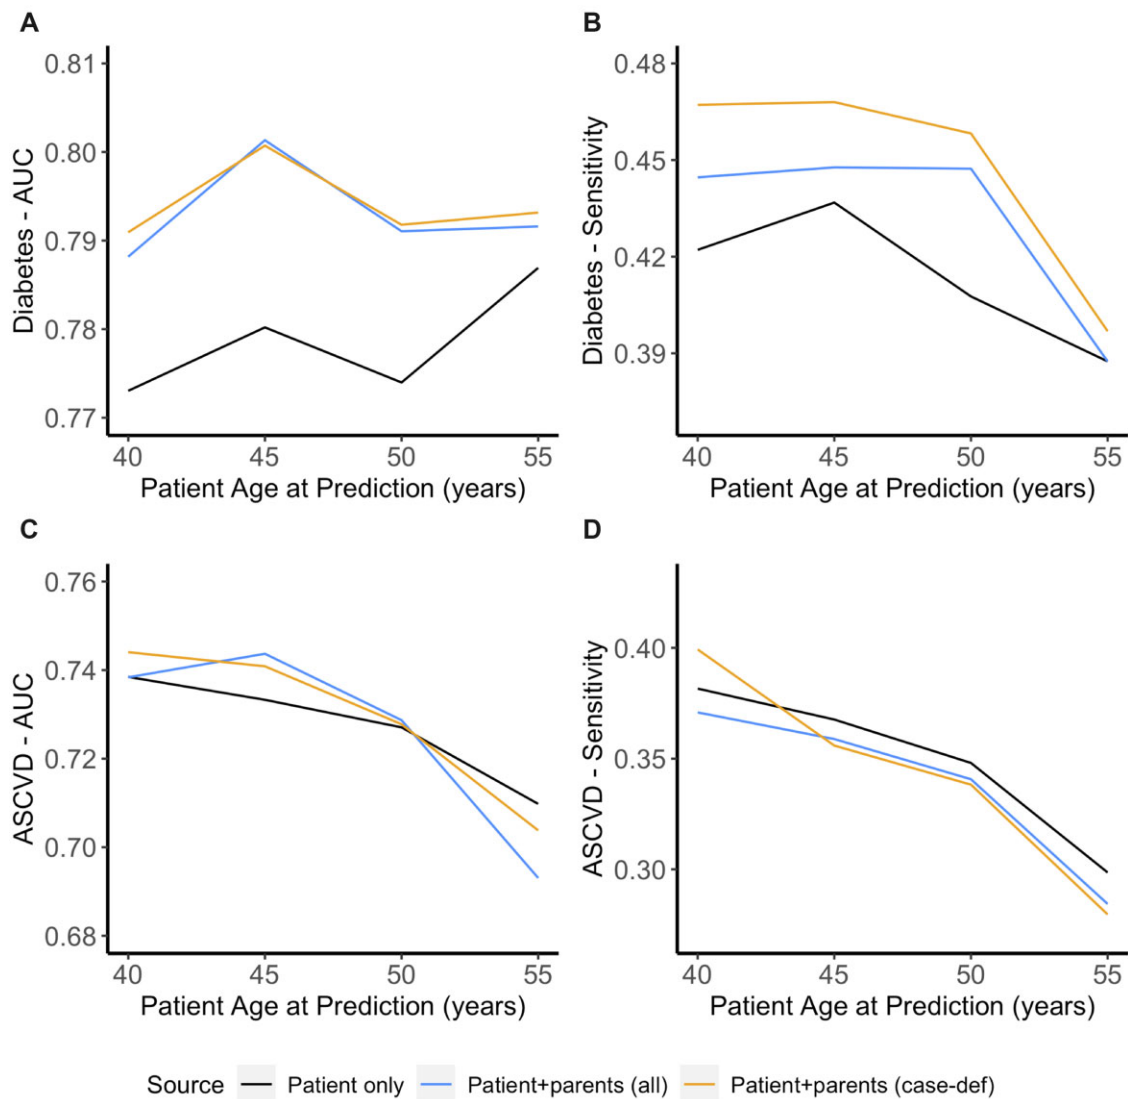 A
Diabetes - AUC
0.81
0.80
0.79
0.78
0.77
40 45 50 55
Patient Age at Prediction (years)
B
Diabetes - Sensitivity
0.48
0.45
0.42
0.39
40 45 50 55
Patient Age at Prediction (years)
C
ASCVD - AUC
0.76
0.74
0.72
0.70
0.68
40 45 50 55
Patient Age at Prediction (years)
D
ASCVD - Sensitivity
0.40
0.35
0.30
40 45 50 55
Patient Age at Prediction (years)
Source Patient only Patient+parents (all) Patient+parents (case-def)